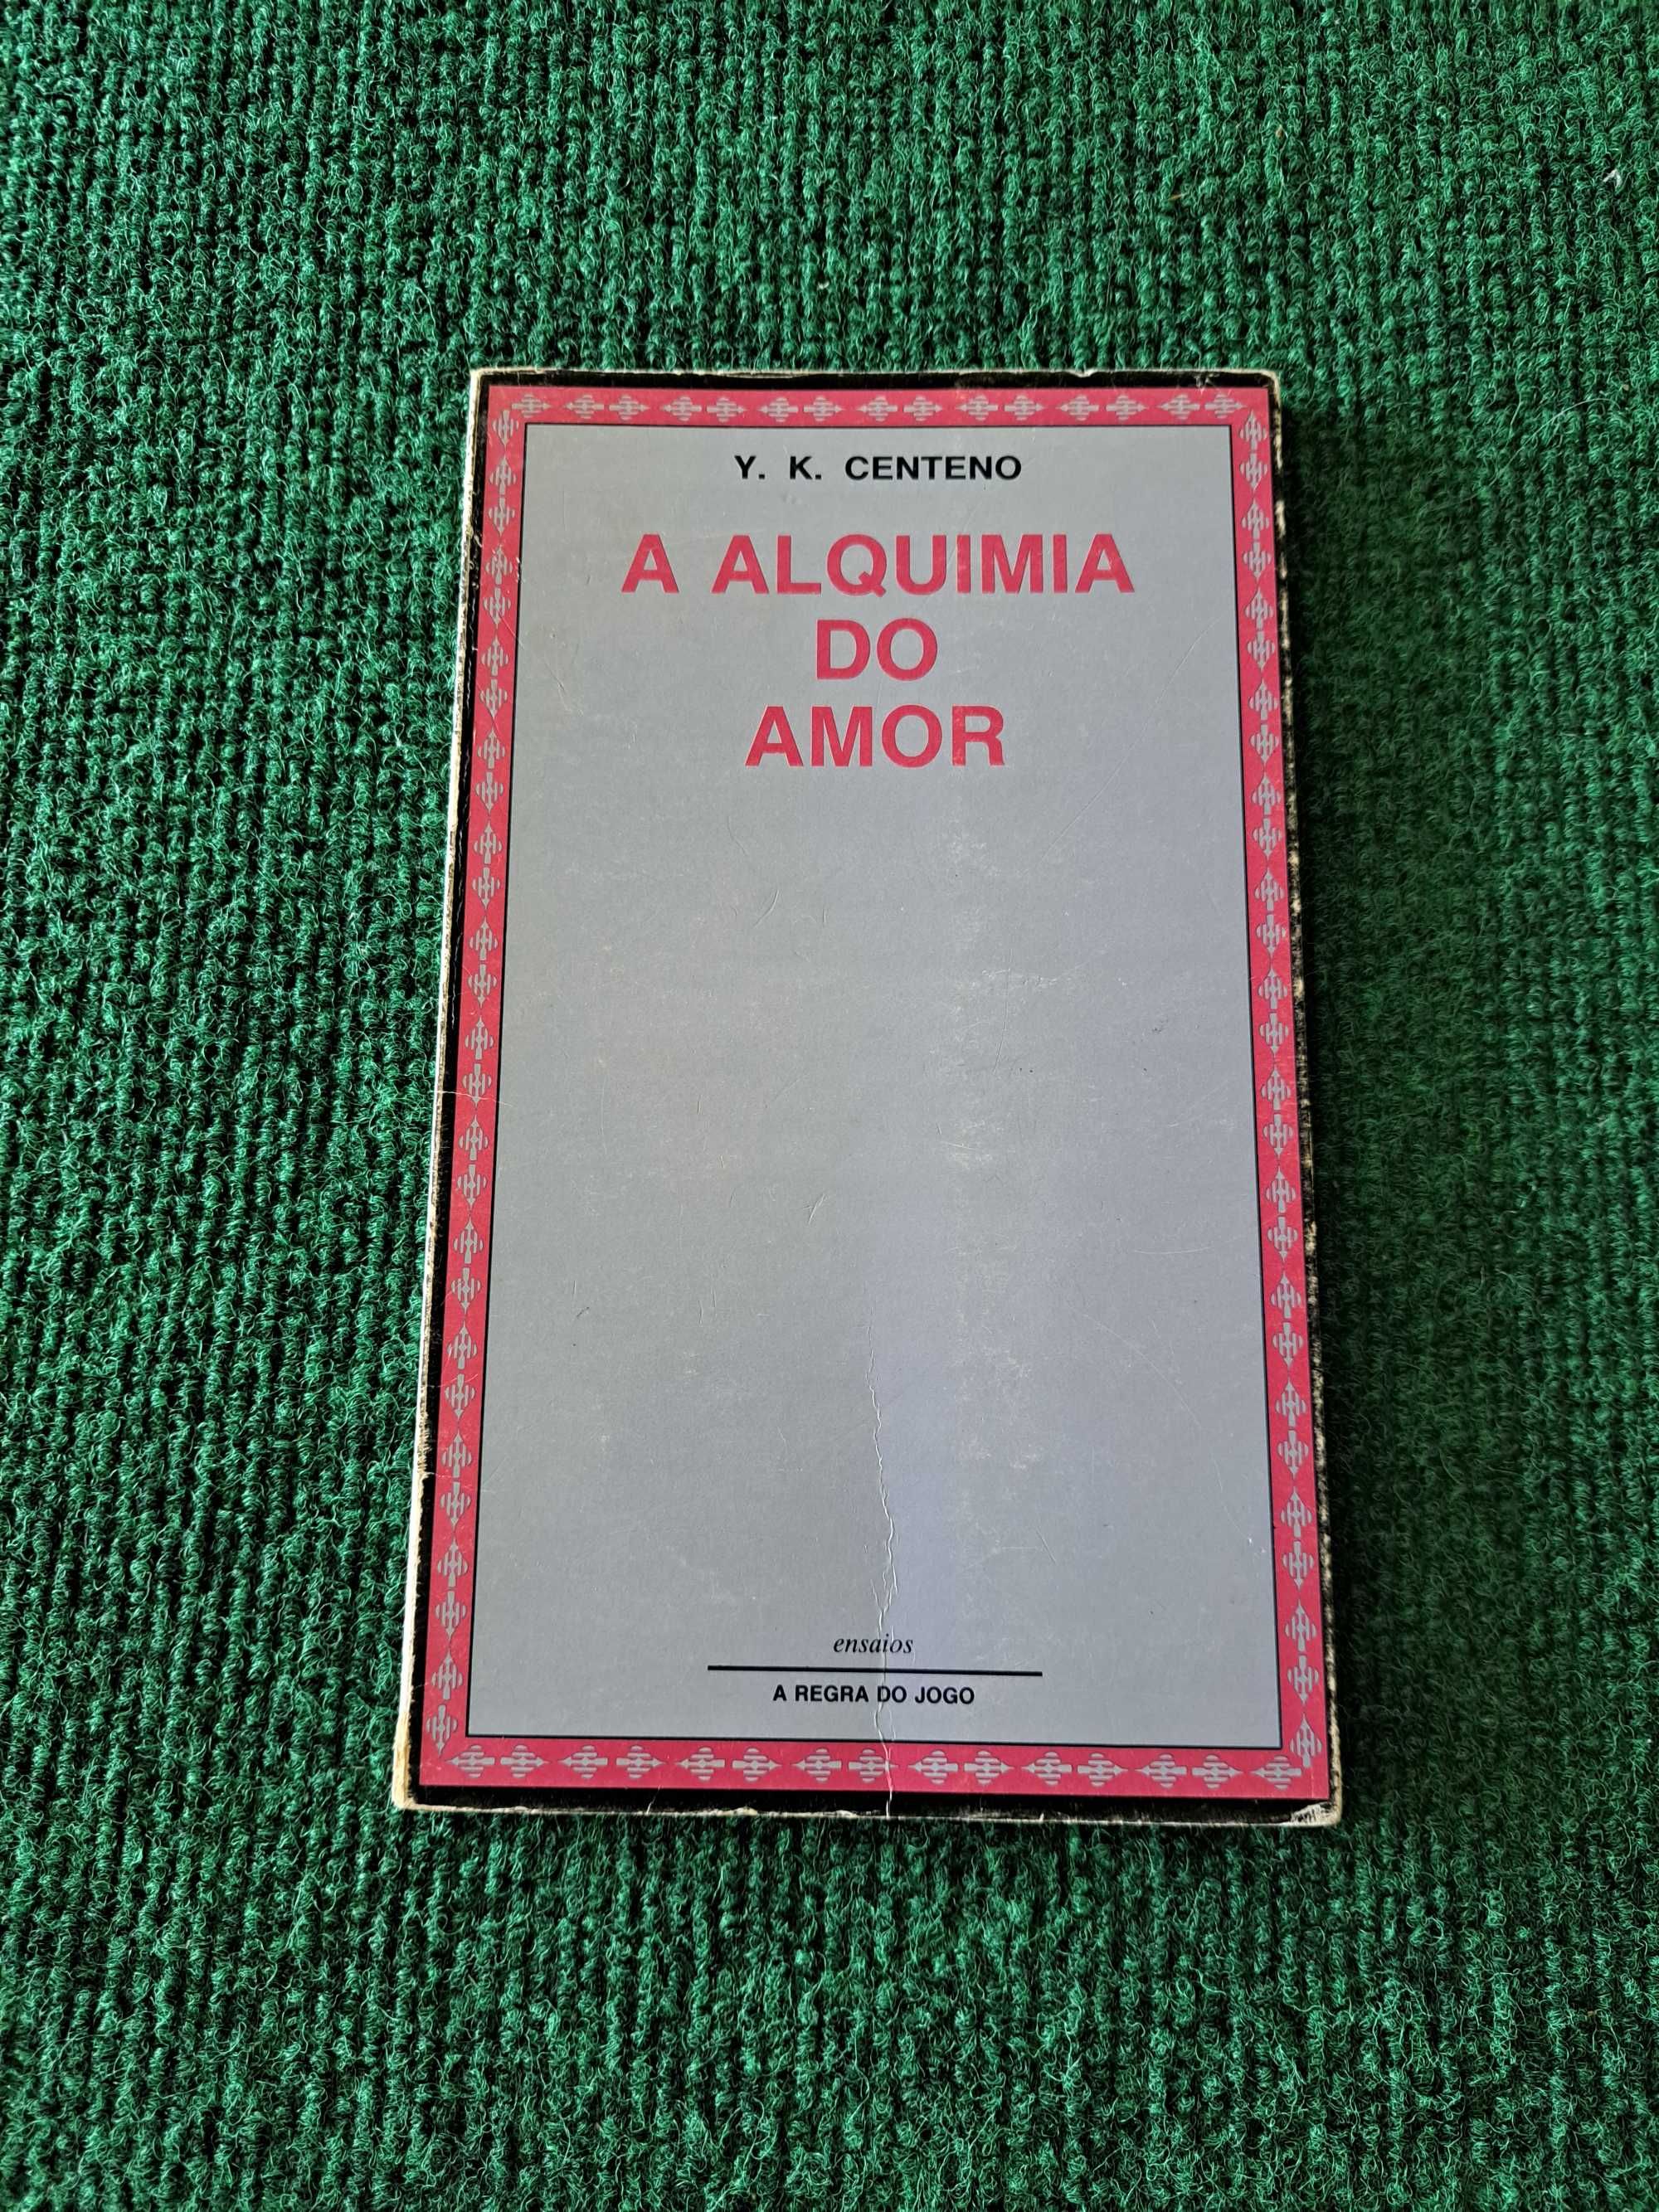 Y. K. CENTENO
A ALQUIMIA
DO
AMOR
ensaios
A REGRA DO JOGO